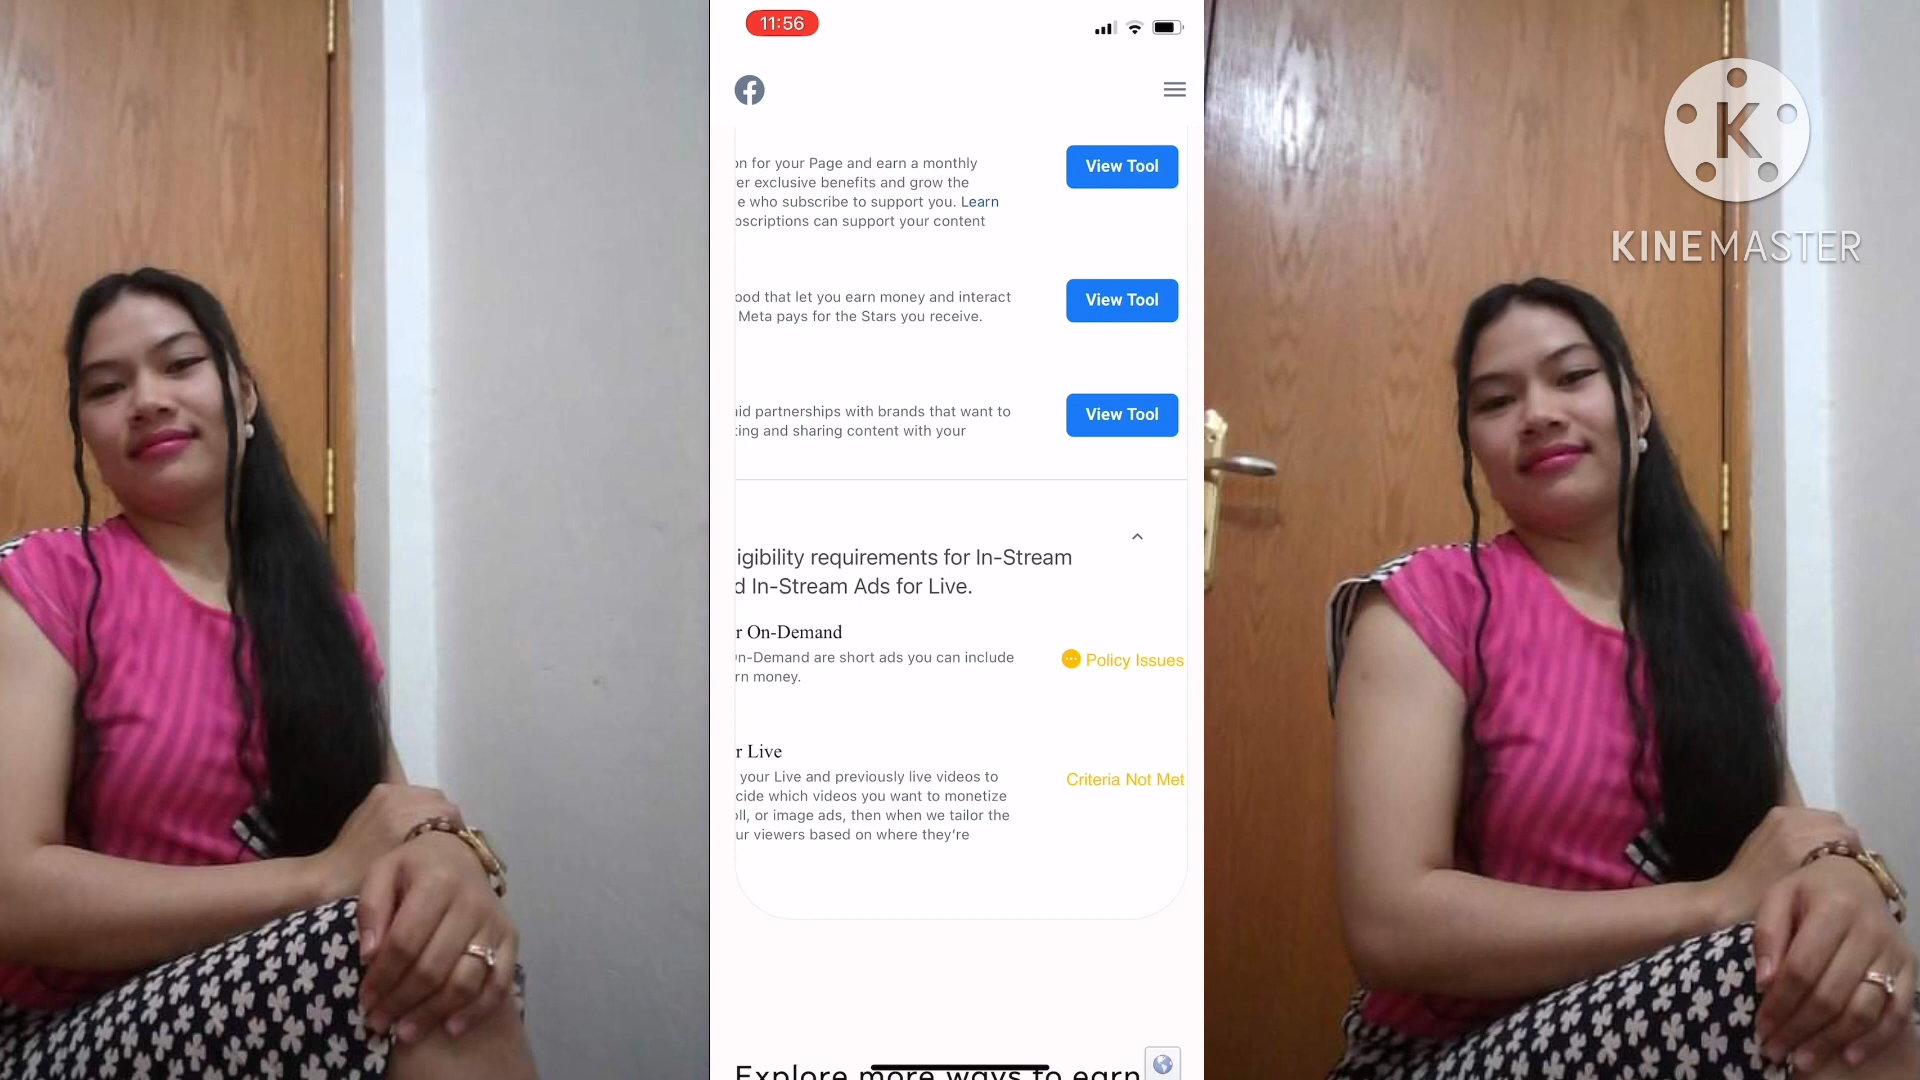 11:56
on for your Page and earn a monthly
er exclusive benefits and grow the
e who subscribe to support you. Learn
bscriptions can support your content
View Tool
ood that let you earn money and interact
Meta pays for the Stars you receive.
View Tool
aid partnerships with brands that want to
ting and sharing content with your
View Tool
igibility requirements for In-Stream
d In-Stream Ads for Live.
r On-Demand
On-Demand are short ads you can include
rn money.
Policy Issues
r Live
your Live and previously live videos to
cide which videos you want to monetize
oll, or image ads, then when we tailor the
ur viewers based on where they're
Criteria Not Met
Explore more ways to earn
K
KINEMASTER